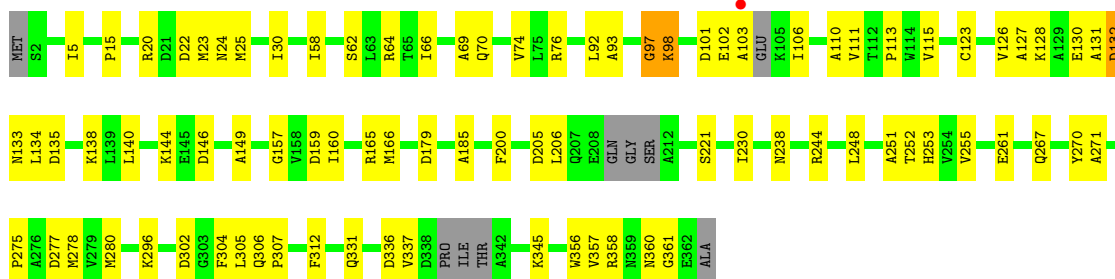 MET S2 I5 P15 R20 D21 D22 M23 N24 M25 I30 I58 S62 L63 R64 T65 I66 A69 Q70 V74 L75 R76 L92 A93 G97 K98 D101 E102 A103 GLU K105 I106 A110 V111 T112 P113 W114 V115 C123 V126 A127 K128 A129 E130 A131
N133 L134 D135 K138 L139 L140 K144 E145 D146 A149 G157 V158 D159 I160 R165 M166 D179 A185 F200 D205 L206 Q207 E208 GLN GLY SER A212 S221 I230 N238 R244 L248 A251 T252 H253 V254 V255 E261 Q267 Y270 A271
P275 A276 D277 M278 V279 M280 K296 D302 G303 F304 L305 Q306 P307 F312 Q331 D336 V337 D338 PRO ILE THR A342 K345 W356 V357 R358 N359 N360 G361 E362 ALA